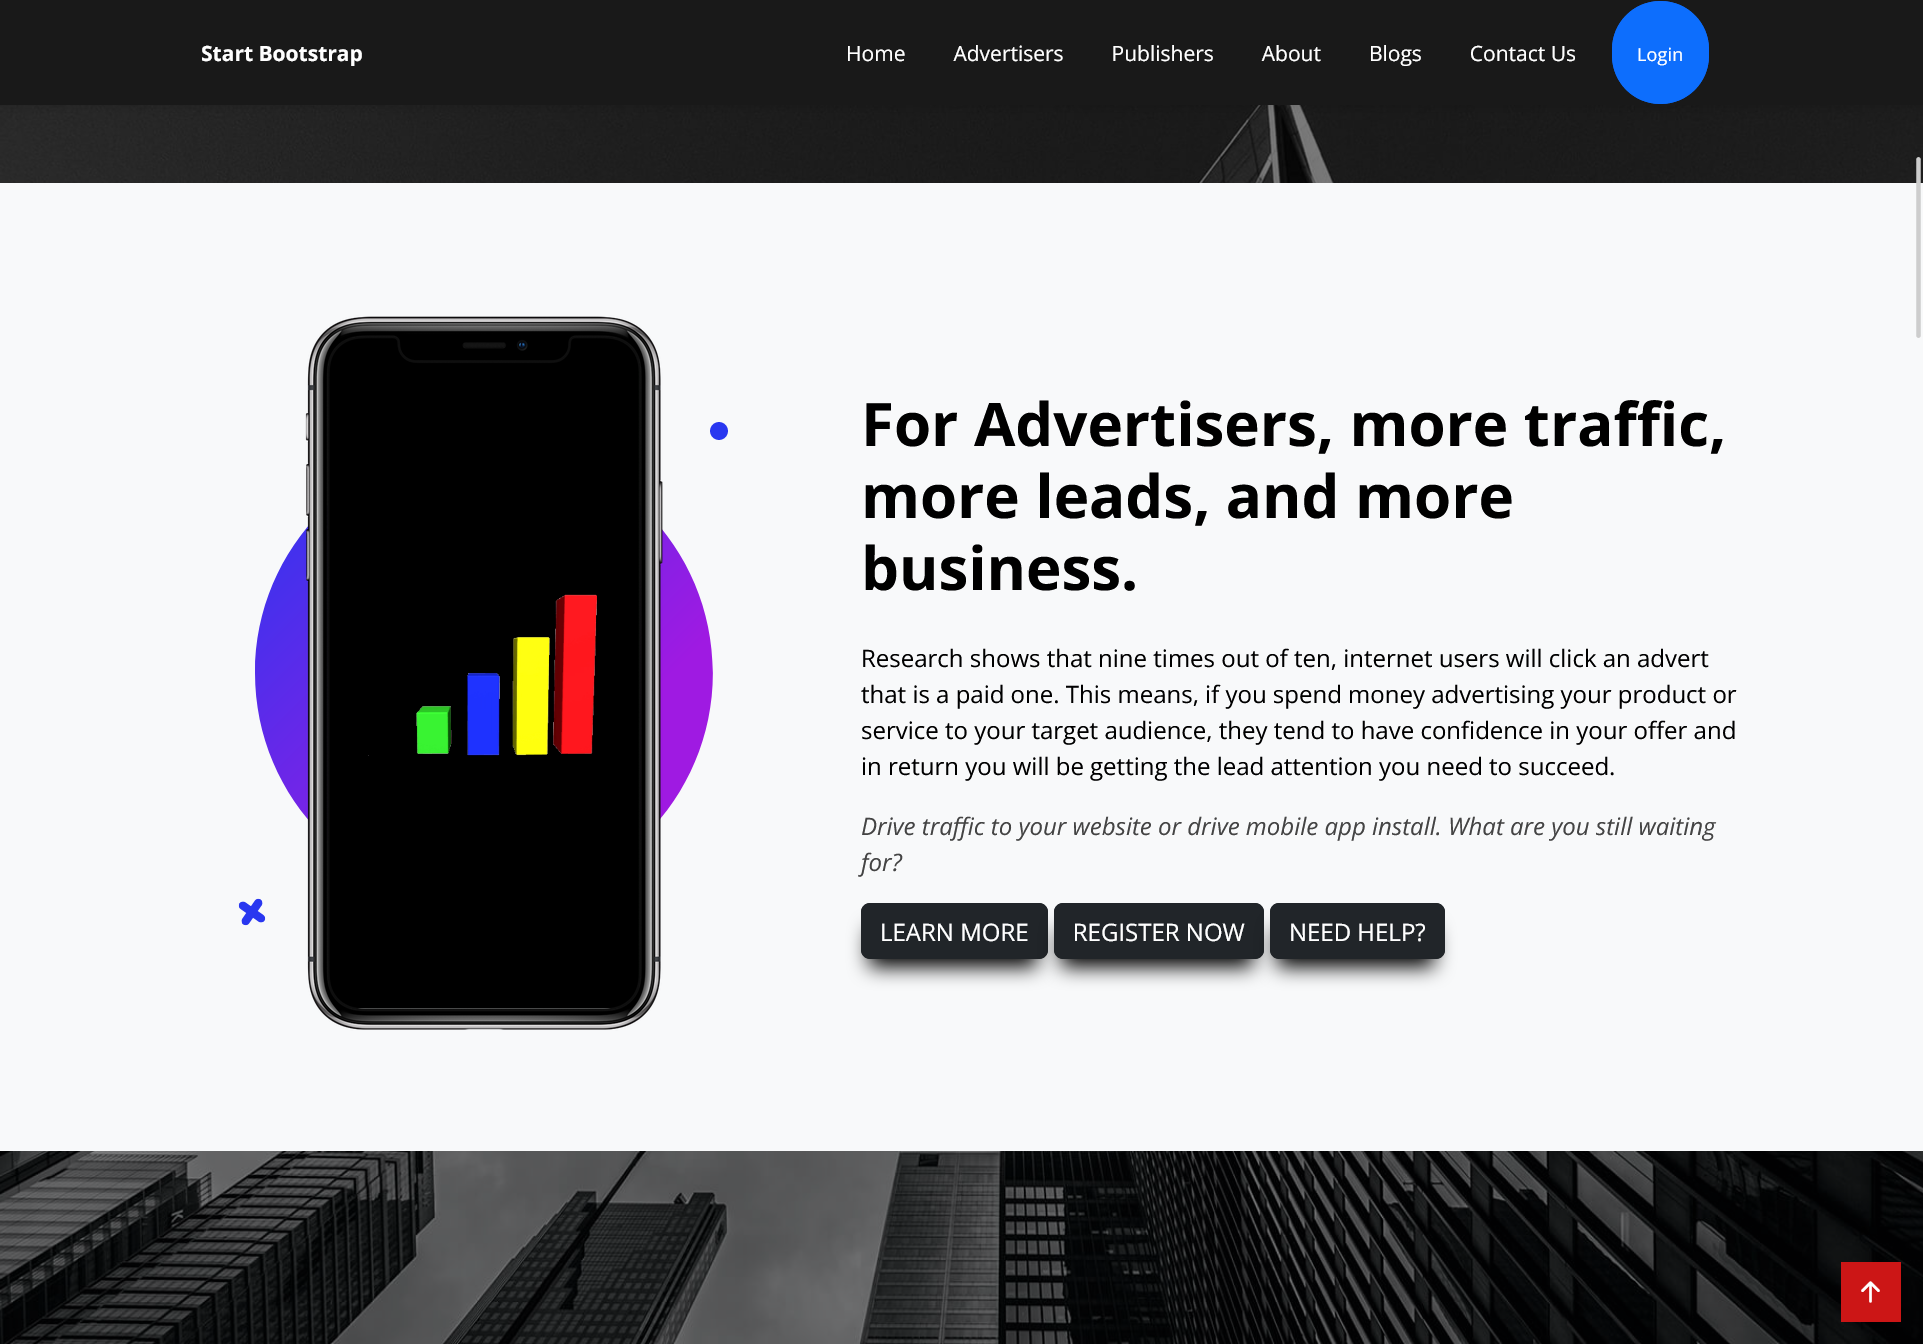 Start Bootstrap
Home
Advertisers
Publishers
About
Blogs
Contact Us
Login
For Advertisers, more traffic,
more leads, and more
business.
Research shows that nine times out of ten, internet users will click an advert
that is a paid one. This means, if you spend money advertising your product or
service to your target audience, they tend to have confidence in your offer and
in return you will be getting the lead attention you need to succeed.
Drive traffic to your website or drive mobile app install. What are you still waiting
for?
LEARN MORE
REGISTER NOW
NEED HELP?